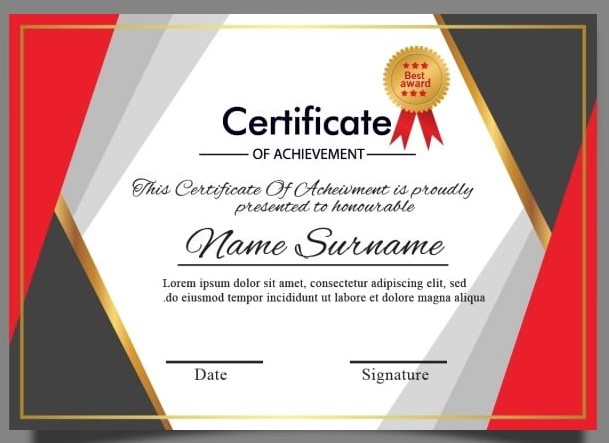 Best
award
Certificate
OF ACHIEVEMENT
This Certificate Of Acheivment is proudly
presented to honourable
Name Surname
Lorem ipsum dolor sit amet, consectetur adipiscing elit, sed
.do eiusmod tempor incididunt ut labore et dolore magna aliqua
Date
Signature